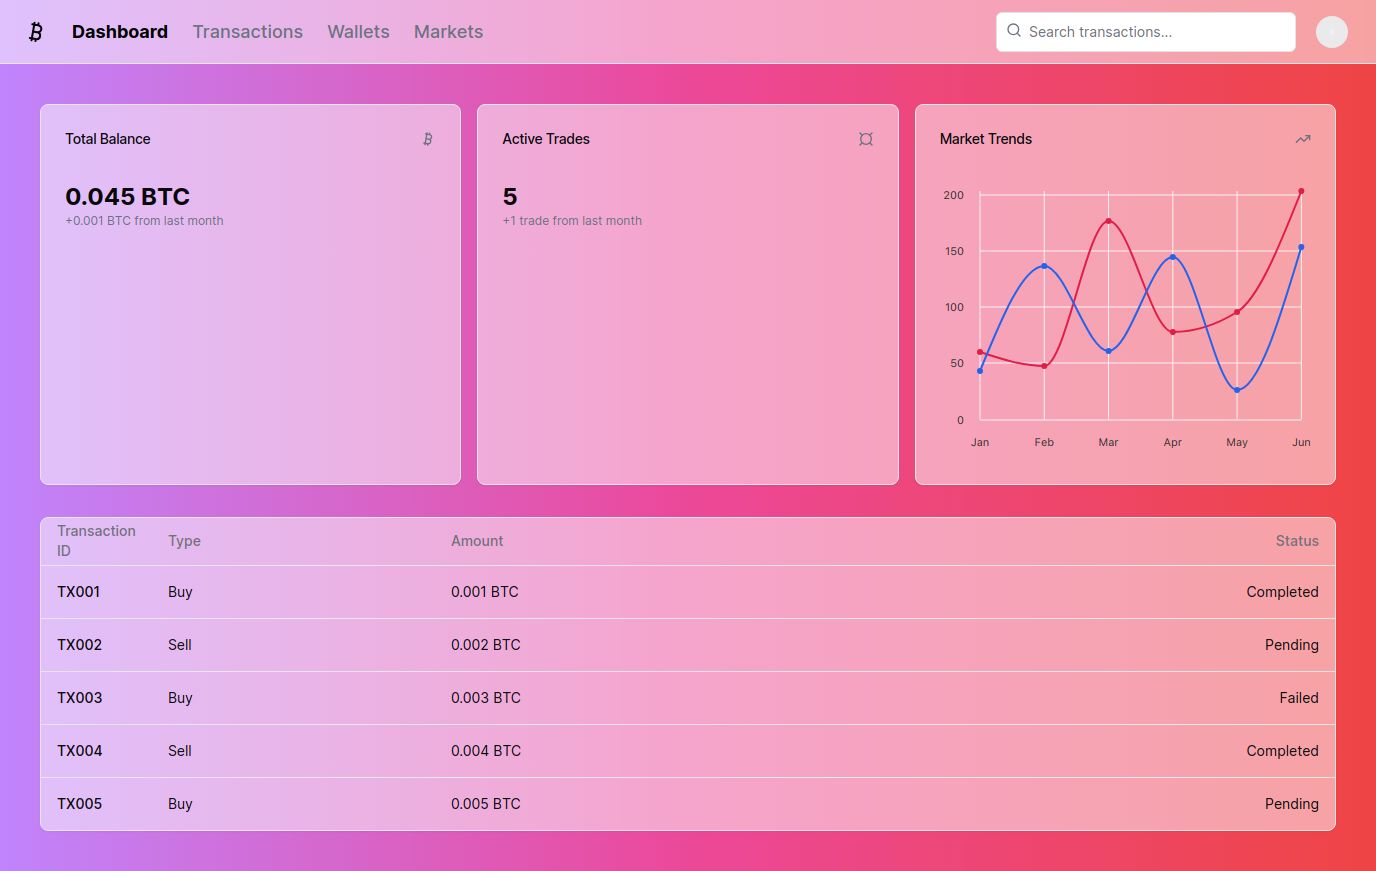 Dashboard Transactions Wallets Markets Search transactions...
Total Balance
0.045 BTC
+0.001 BTC from last month
Active Trades
5
+1 trade from last month
Market Trends
200
150
100
50
0
Jan Feb Mar Apr May Jun
Transaction
ID
Type Amount Status
TX001 Buy 0.001 BTC Completed
TX002 Sell 0.002 BTC Pending
TX003 Buy 0.003 BTC Failed
TX004 Sell 0.004 BTC Completed
TX005 Buy 0.005 BTC Pending